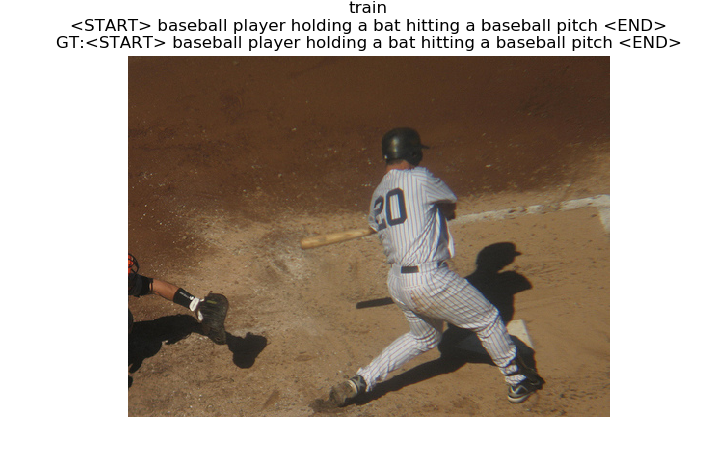 train
<START> baseball player holding a bat hitting a baseball pitch <END>
GT:<START> baseball player holding a bat hitting a baseball pitch <END>
20